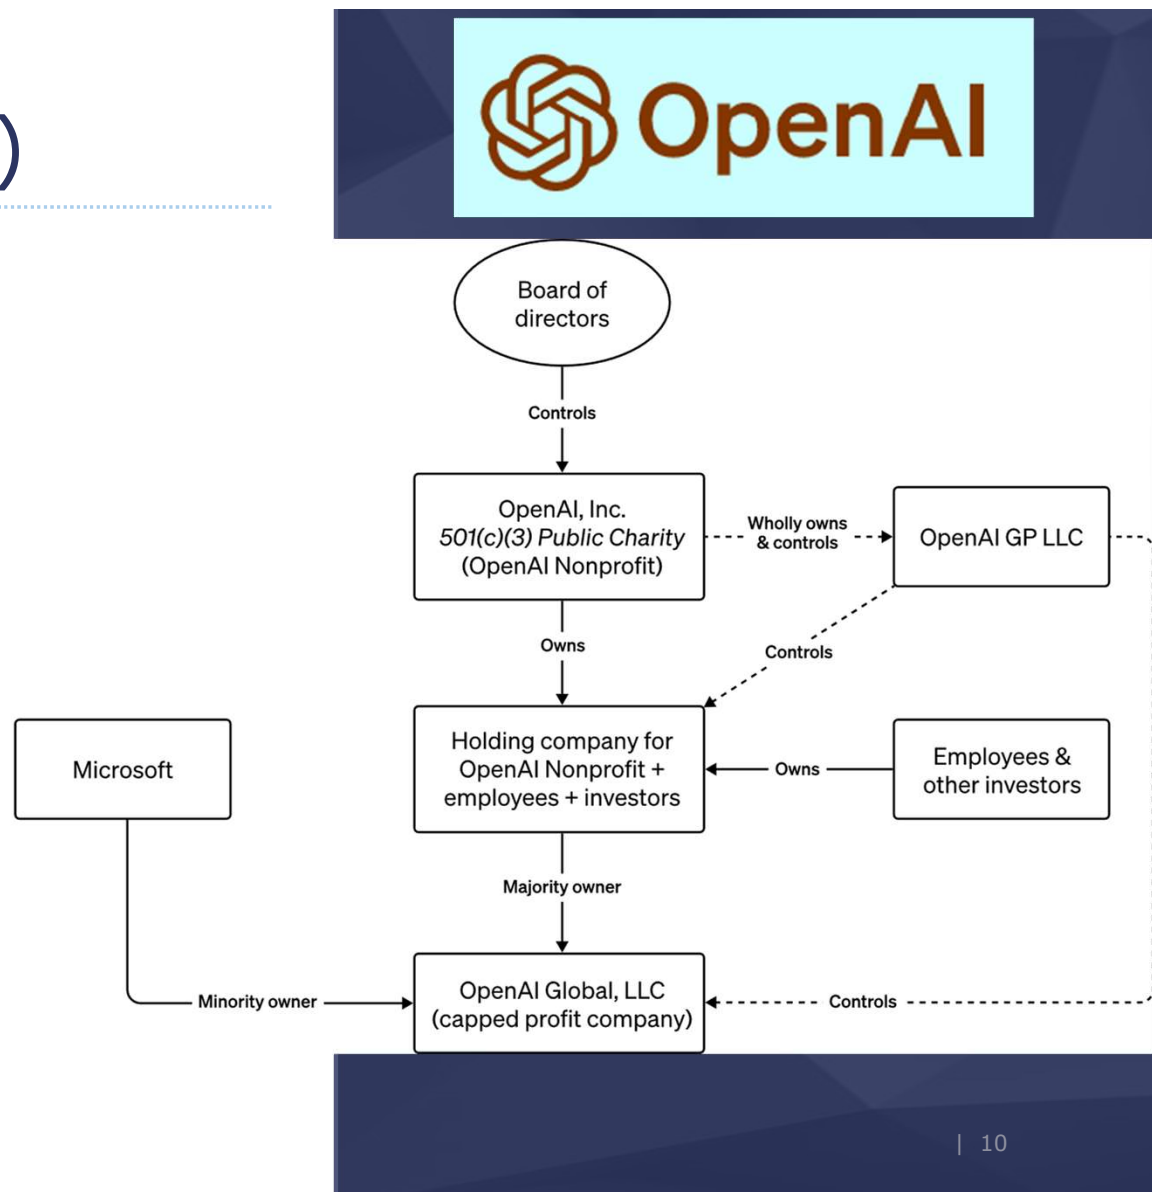 )
OpenAI
Board of
directors
Controls
OpenAI, Inc.
501(c)(3) Public Charity
(OpenAI Nonprofit)
Wholly owns
& controls
OpenAI GP LLC
Owns
Controls
Microsoft
Holding company for
OpenAI Nonprofit +
employees + investors
Owns
Employees &
other investors
Majority owner
Minority owner
OpenAI Global, LLC
(capped profit company)
Controls
| 10